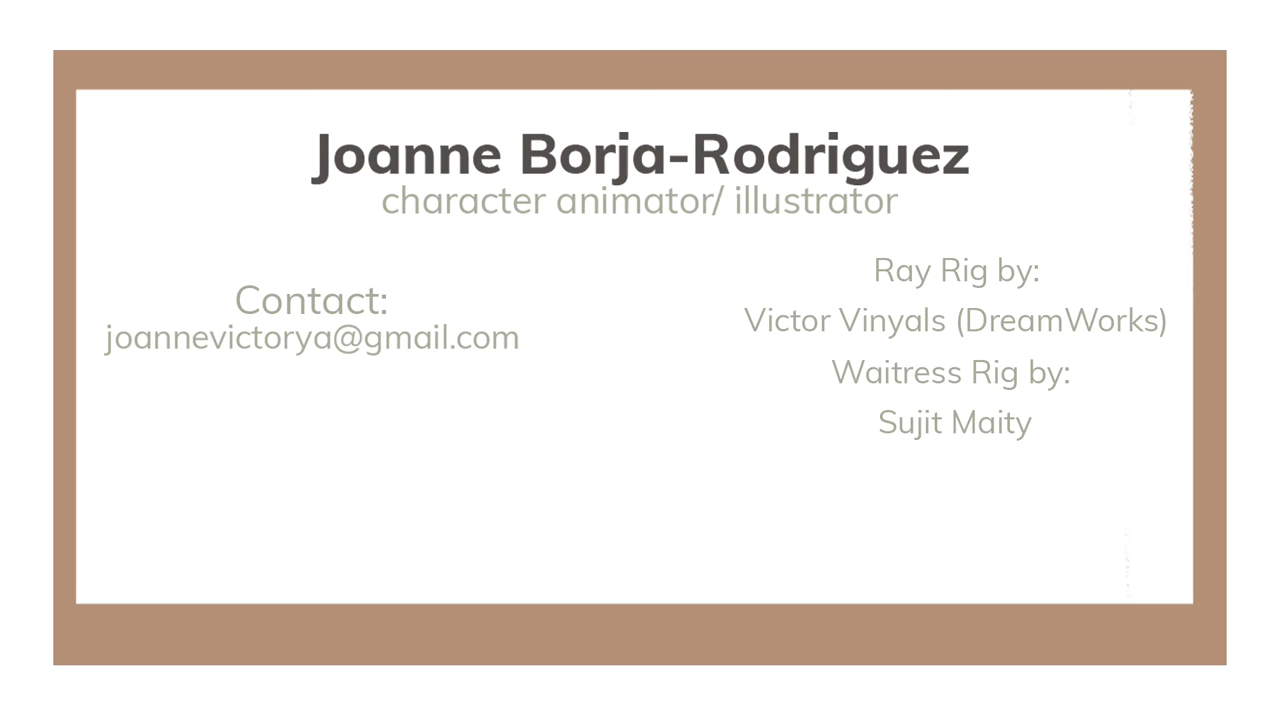 Joanne Borja-Rodriguez
character animator/ illustrator
Contact:
joannevictorya@gmail.com
Ray Rig by:
Victor Vinyals (DreamWorks)
Waitress Rig by:
Sujit Maity